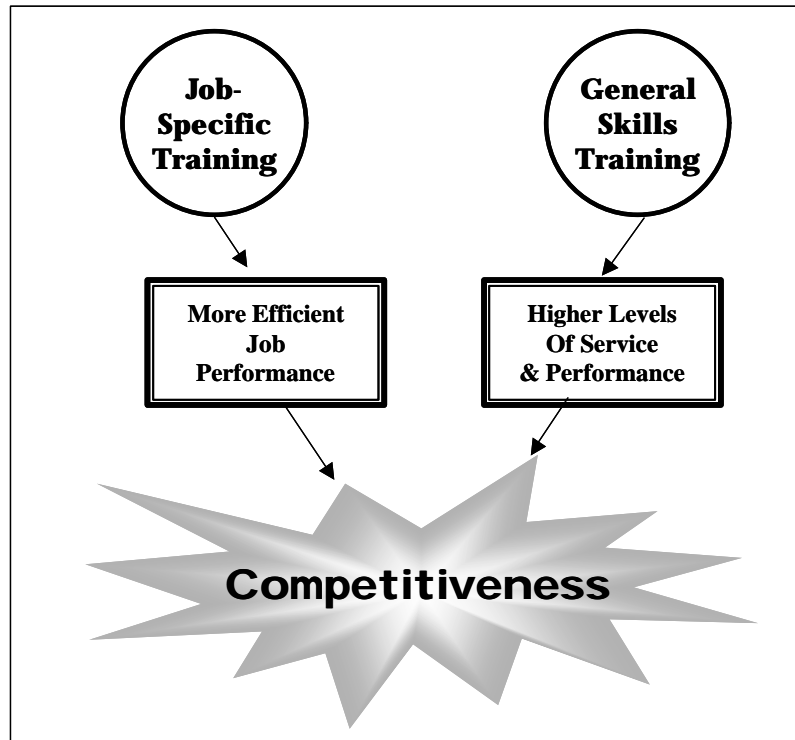 Job-
Specific
Training
General
Skills
Training
More Efficient
Job
Performance
Higher Levels
Of Service
& Performance
Competitiveness